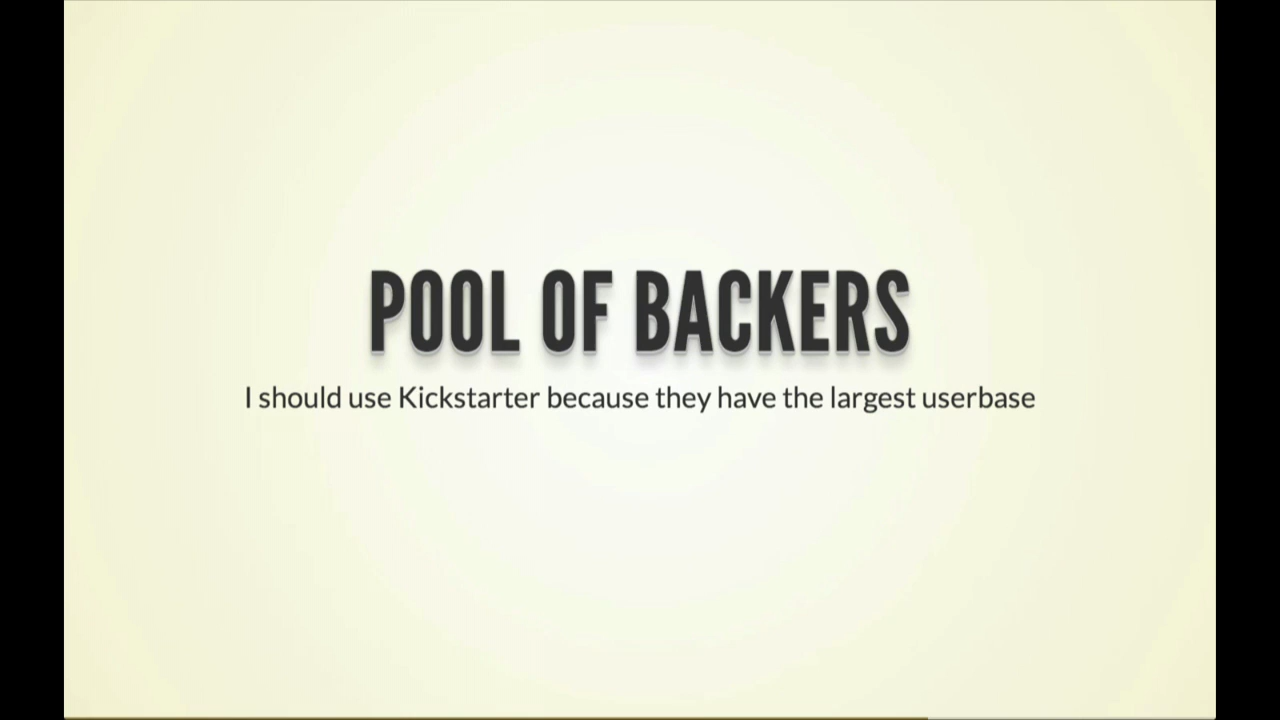 POOL OF BACKERS
I should use Kickstarter because they have the largest userbase